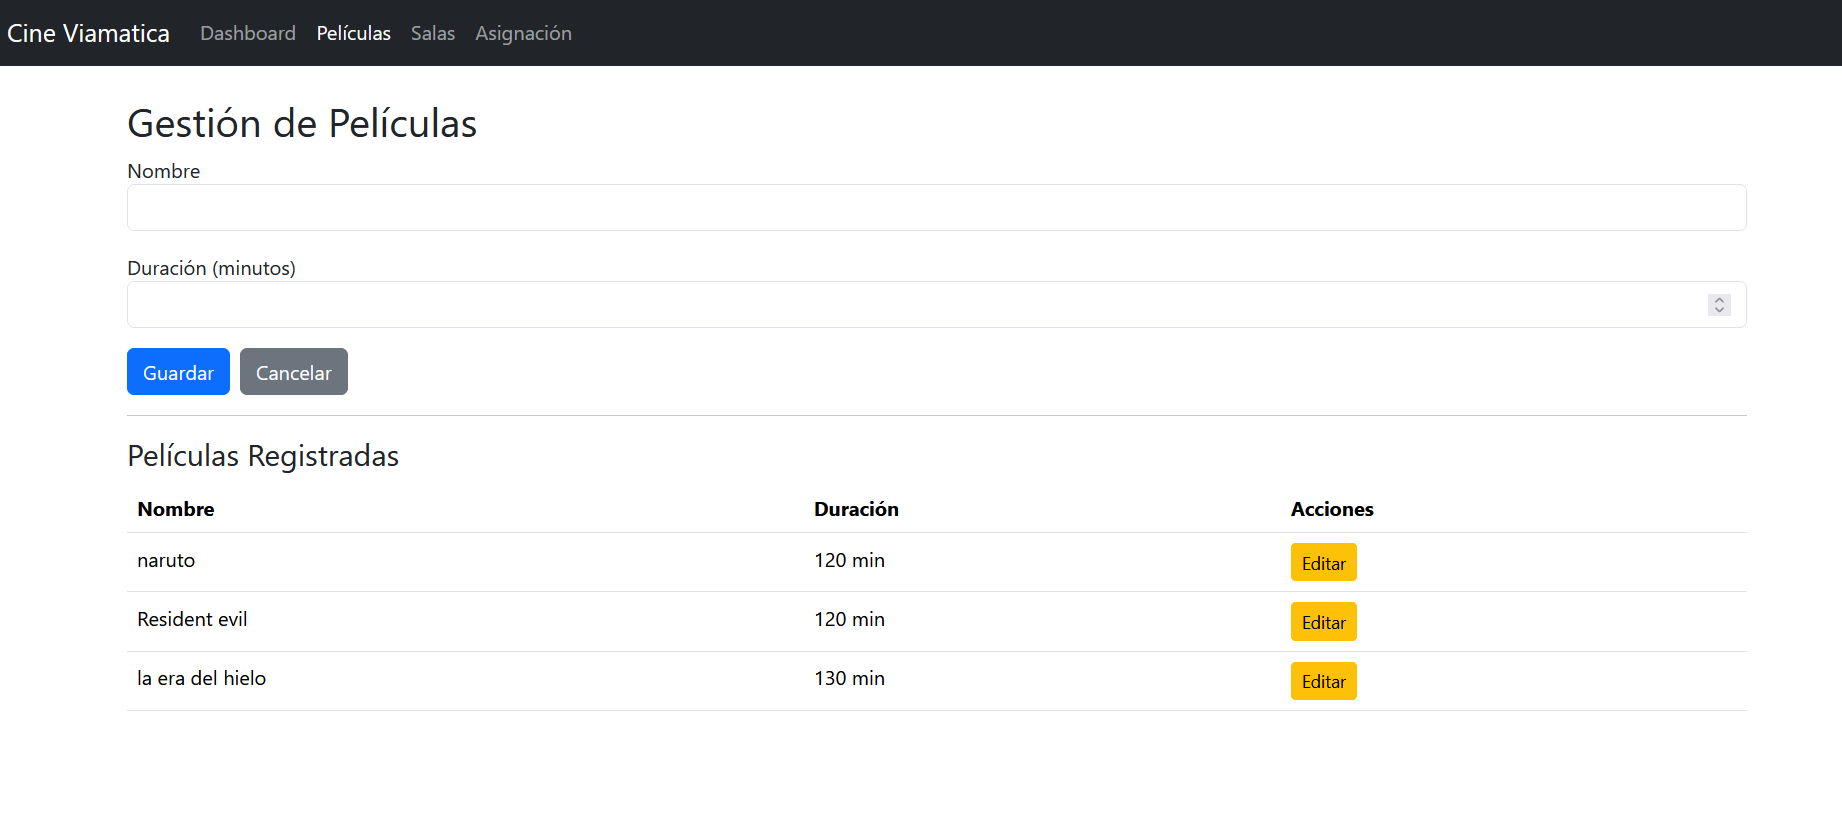 Cine Viamatica Dashboard Películas Salas Asignación
Gestión de Películas
Nombre
Duración (minutos)
Guardar Cancelar
Películas Registradas
Nombre Duración Acciones
naruto 120 min Editar
Resident evil 120 min Editar
la era del hielo 130 min Editar